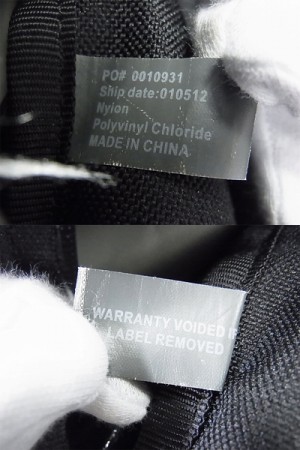 PO# 0010931
Ship date:010512
Nylon
Polyvinyl Chloride
MADE IN CHINA
WARRANTY VOIDED
LABEL REMOVED